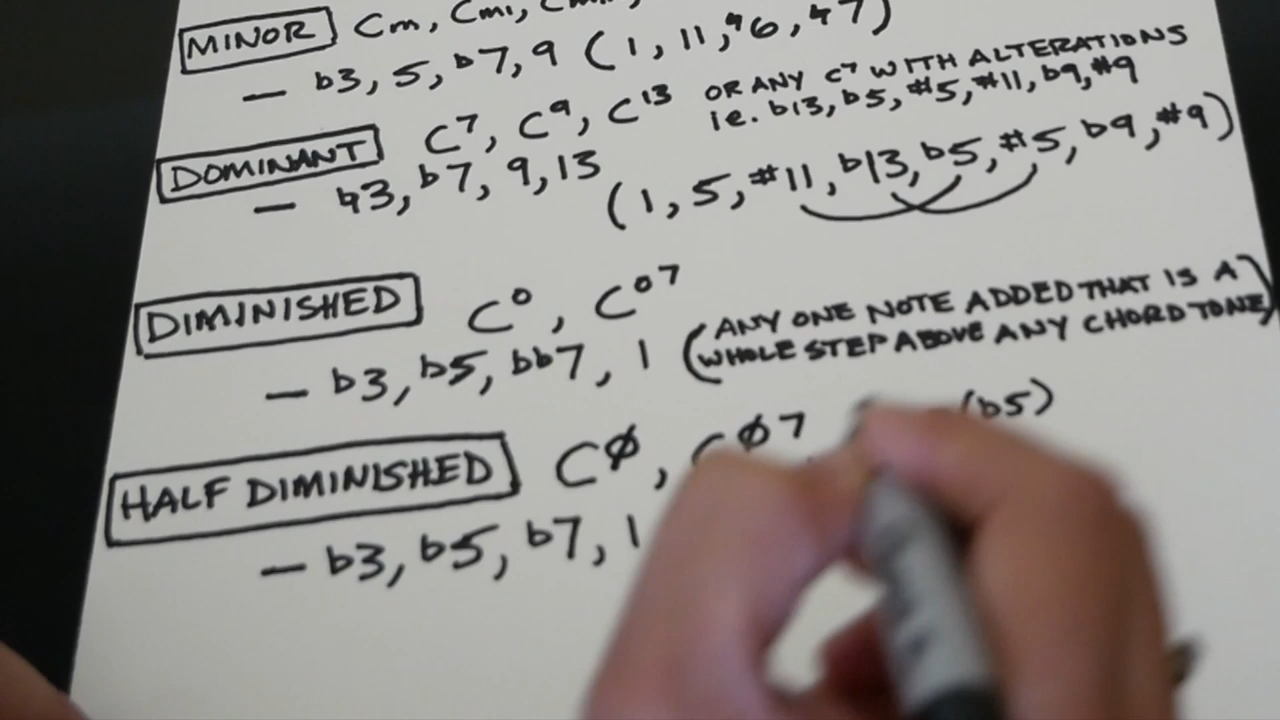 MINOR Cm, Cmi,
– b3, 5, b7, 9 (1, 11, ♮6, ♮7)
DOMINANT C7, C9, C13 OR ANY C7 WITH ALTERATIONS
ie. b13, b5, #5, #11, b9, #9
– ♮3, b7, 9, 13 (1, 5, #11, b13, b5, #5, b9, #9)
DIMINISHED C°, C°7
– b3, b5, bb7, 1 (ANY ONE NOTE ADDED THAT IS A
WHOLE STEP ABOVE ANY CHORD TONE)
HALF DIMINISHED CØ, CØ7 (b5)
– b3, b5, b7, 1